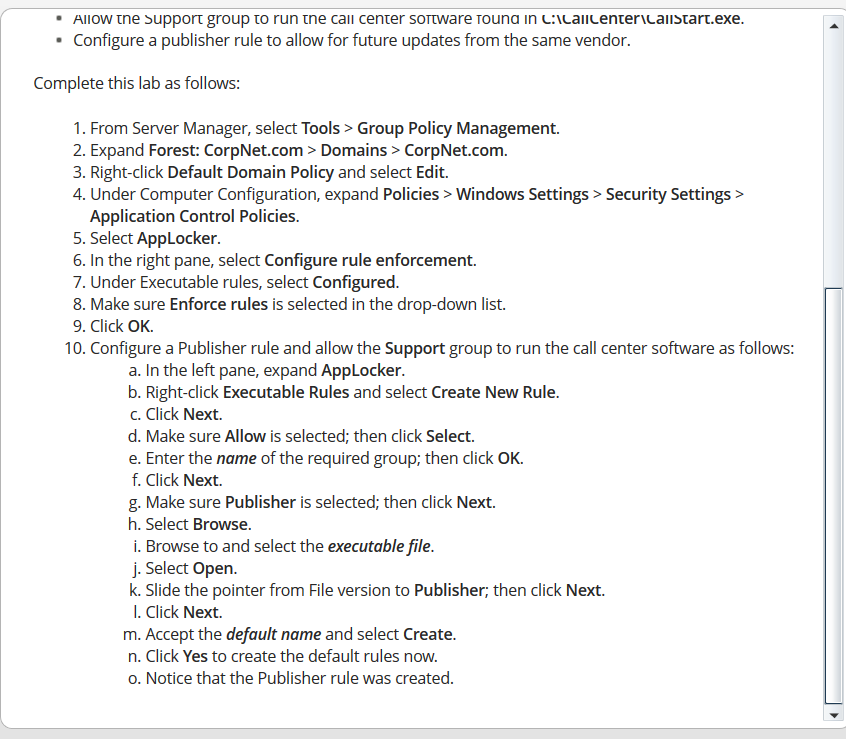 • Allow the Support group to run the call center software found in C:\CallCenter\CallStart.exe.
• Configure a publisher rule to allow for future updates from the same vendor.
Complete this lab as follows:
1. From Server Manager, select Tools > Group Policy Management.
2. Expand Forest: CorpNet.com > Domains > CorpNet.com.
3. Right-click Default Domain Policy and select Edit.
4. Under Computer Configuration, expand Policies > Windows Settings > Security Settings >
Application Control Policies.
5. Select AppLocker.
6. In the right pane, select Configure rule enforcement.
7. Under Executable rules, select Configured.
8. Make sure Enforce rules is selected in the drop-down list.
9. Click OK.
10. Configure a Publisher rule and allow the Support group to run the call center software as follows:
a. In the left pane, expand AppLocker.
b. Right-click Executable Rules and select Create New Rule.
c. Click Next.
d. Make sure Allow is selected; then click Select.
e. Enter the name of the required group; then click OK.
f. Click Next.
g. Make sure Publisher is selected; then click Next.
h. Select Browse.
i. Browse to and select the executable file.
j. Select Open.
k. Slide the pointer from File version to Publisher; then click Next.
l. Click Next.
m. Accept the default name and select Create.
n. Click Yes to create the default rules now.
o. Notice that the Publisher rule was created.